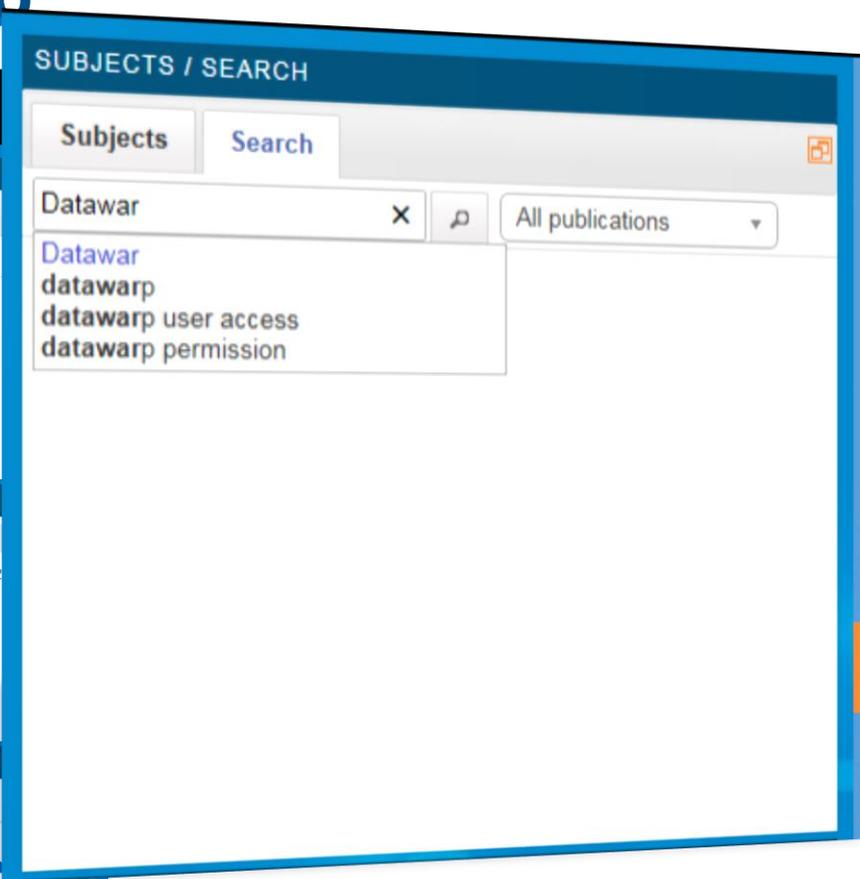 SUBJECTS / SEARCH
Subjects Search
Datawar All publications
Datawar
datawarp
datawarp user access
datawarp permission